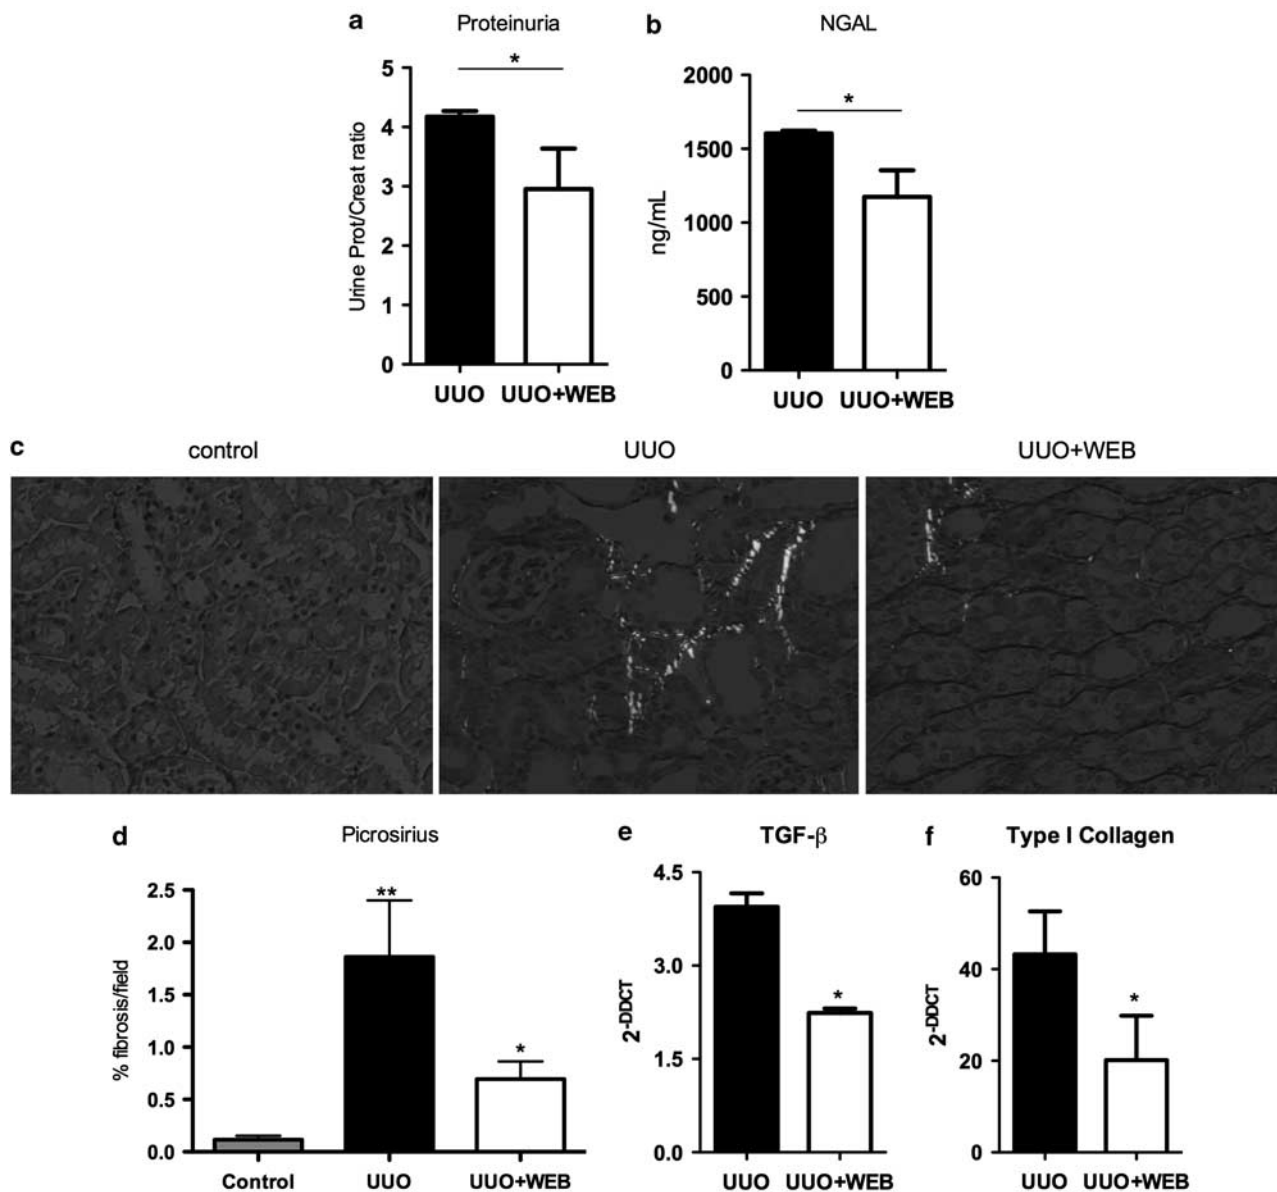 a Proteinuria
Urine Prot/Creat ratio
5
4
3
2
1
0
*
UUO UUO+WEB
b NGAL
ng/mL
2000
1500
1000
500
0
*
UUO UUO+WEB
c control UUO UUO+WEB
d Picrosirius
% fibrosis/field
2.5
2.0
1.5
1.0
0.5
0.0
**
*
Control UUO UUO+WEB
e TGF-β
2-DDCT
4.5
3.0
1.5
0.0
*
UUO UUO+WEB
f Type I Collagen
2-DDCT
60
40
20
0
*
UUO UUO+WEB